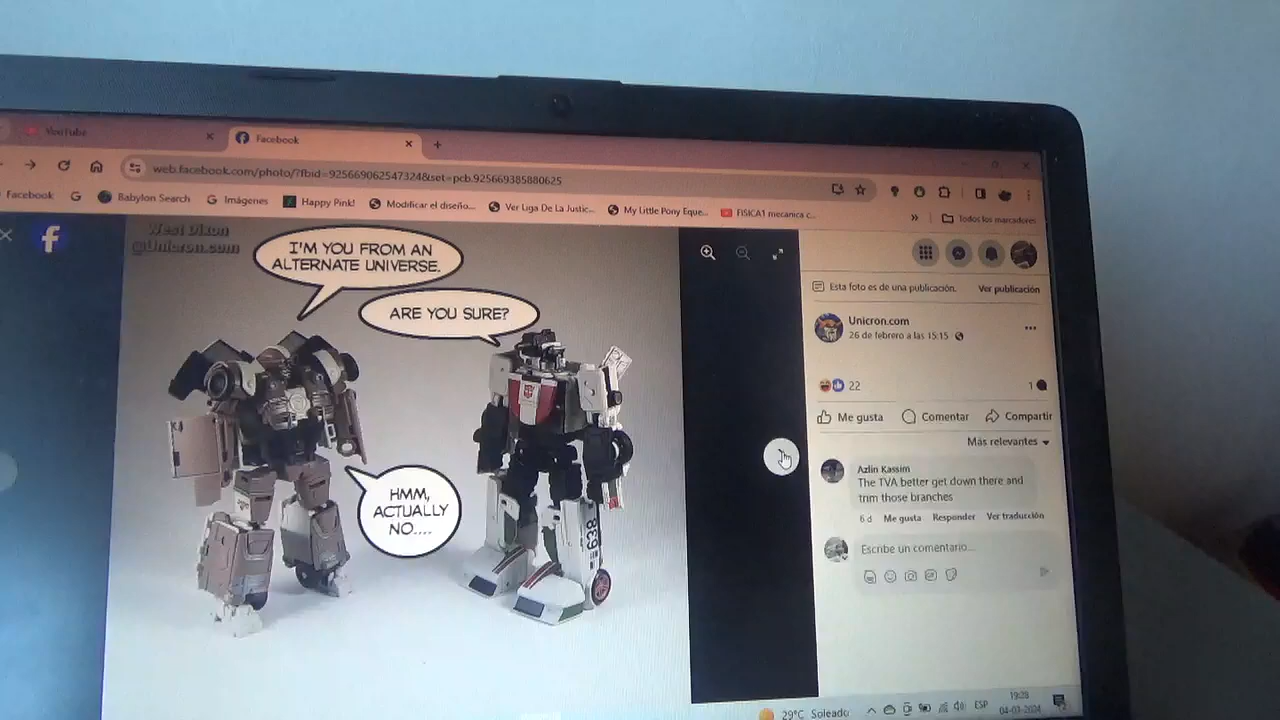 YouTube
Facebook
web.facebook.com/photo/?fbid=925669062547324&set=pcb.925669385880625
Facebook
Babylon Search
Imágenes
Happy Pink!
Modificar el diseño...
Ver Liga De La Justic...
My Little Pony Eque...
FISICA1 mecanica c...
»
Todos los marcadores
West Dixon
@Unicron.com
I'M YOU FROM AN
ALTERNATE UNIVERSE.
ARE YOU SURE?
HMM,
ACTUALLY
NO....
Esta foto es de una publicación.
Ver publicación
Unicron.com
26 de febrero a las 15:15
22
1
Me gusta
Comentar
Compartir
Más relevantes
Azlin Kassim
The TVA better get down there and
trim those branches
6 d Me gusta Responder Ver traducción
Escribe un comentario...
29°C Soleado
ESP
19:28
04-03-2024